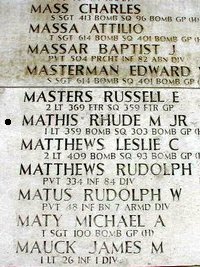 MASS CHARLES
S SGT 413 BOMB SQ 96 BOMB GP (H)
MASSA ATTILIO
T SGT 614 BOMB SQ 401 BOMB GP (H)
MASSAR BAPTIST J
PVT 504 PRCHT INF 82 ABN DIV
MASTERMAN EDWARD
S SGT 614 BOMB SQ 401 BOMB GP (H)
MASTERS RUSSELL E
2 LT 369 FTR SQ 359 FTR GP
MATHIS RHUDE M JR
1 LT 359 BOMB SQ 303 BOMB GP (H)
MATTHEWS LESLIE C
2 LT 409 BOMB SQ 93 BOMB GP (H)
MATTHEWS RUDOLPH
PVT 334 INF 84 DIV
MATUS RUDOLPH W
PVT 48 INF BN 7 ARMD DIV
MATY MICHAEL A
T SGT 100 BOMB GP (H)
MAUCK JAMES M
1 LT 26 INF 1 DIV